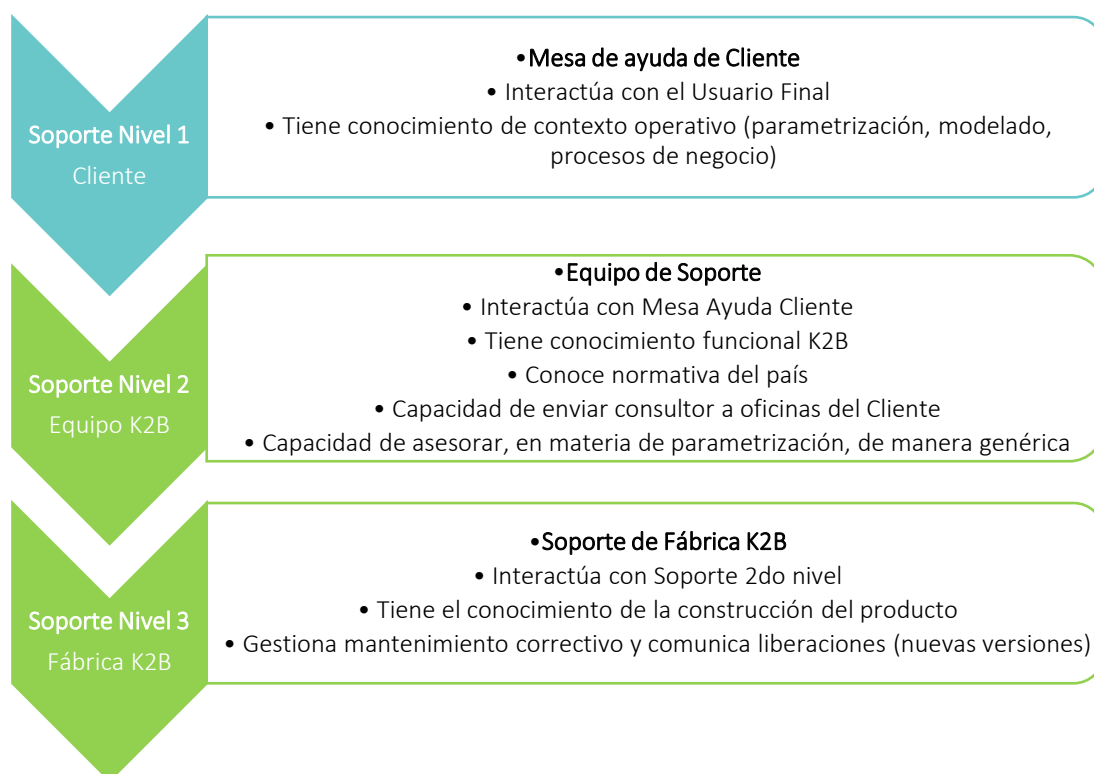 Soporte Nivel 1
Cliente
•Mesa de ayuda de Cliente
• Interactúa con el Usuario Final
• Tiene conocimiento de contexto operativo (parametrización, modelado,
procesos de negocio)
Soporte Nivel 2
Equipo K2B
•Equipo de Soporte
• Interactúa con Mesa Ayuda Cliente
• Tiene conocimiento funcional K2B
• Conoce normativa del país
• Capacidad de enviar consultor a oficinas del Cliente
• Capacidad de asesorar, en materia de parametrización, de manera genérica
Soporte Nivel 3
Fábrica K2B
•Soporte de Fábrica K2B
• Interactúa con Soporte 2do nivel
• Tiene el conocimiento de la construcción del producto
• Gestiona mantenimiento correctivo y comunica liberaciones (nuevas versiones)